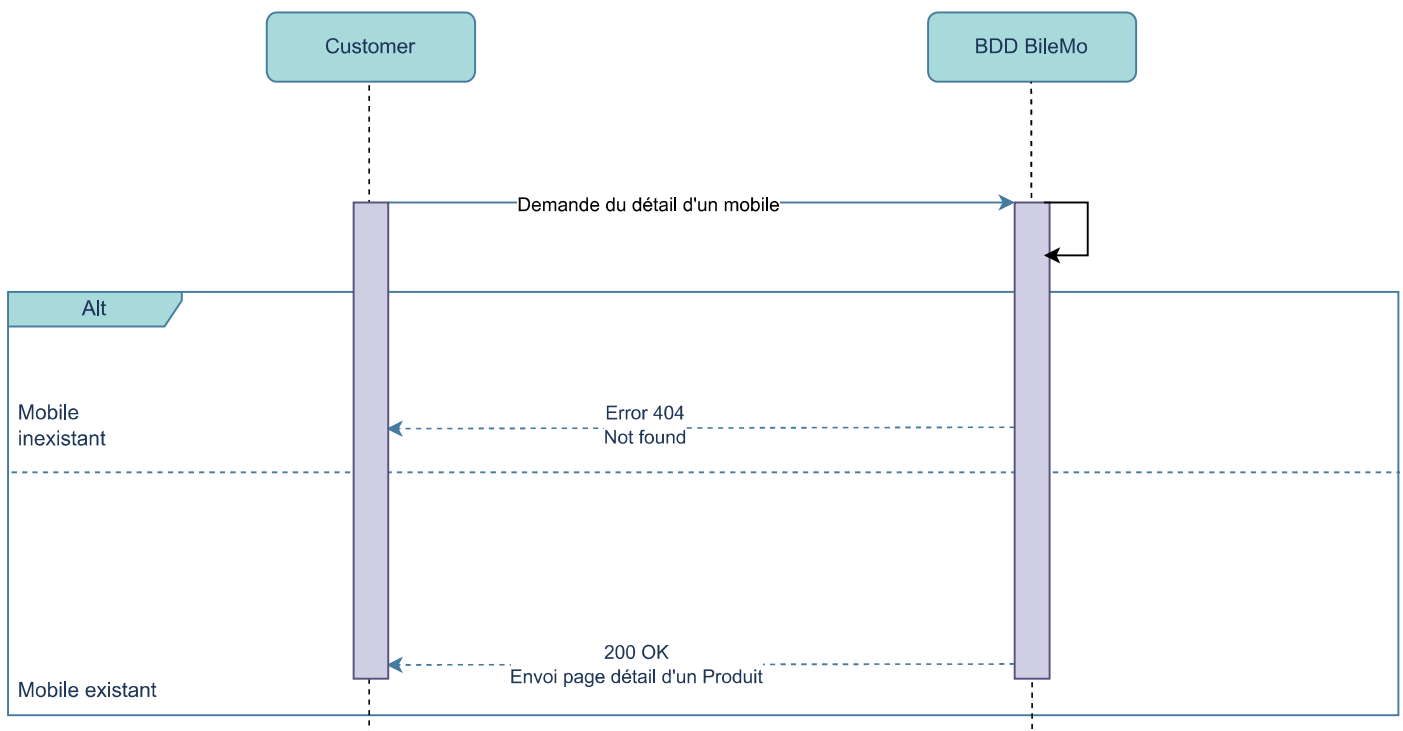 Customer
BDD BileMo
Demande du détail d'un mobile
Alt
Mobile
inexistant
Error 404
Not found
200 OK
Envoi page détail d'un Produit
Mobile existant